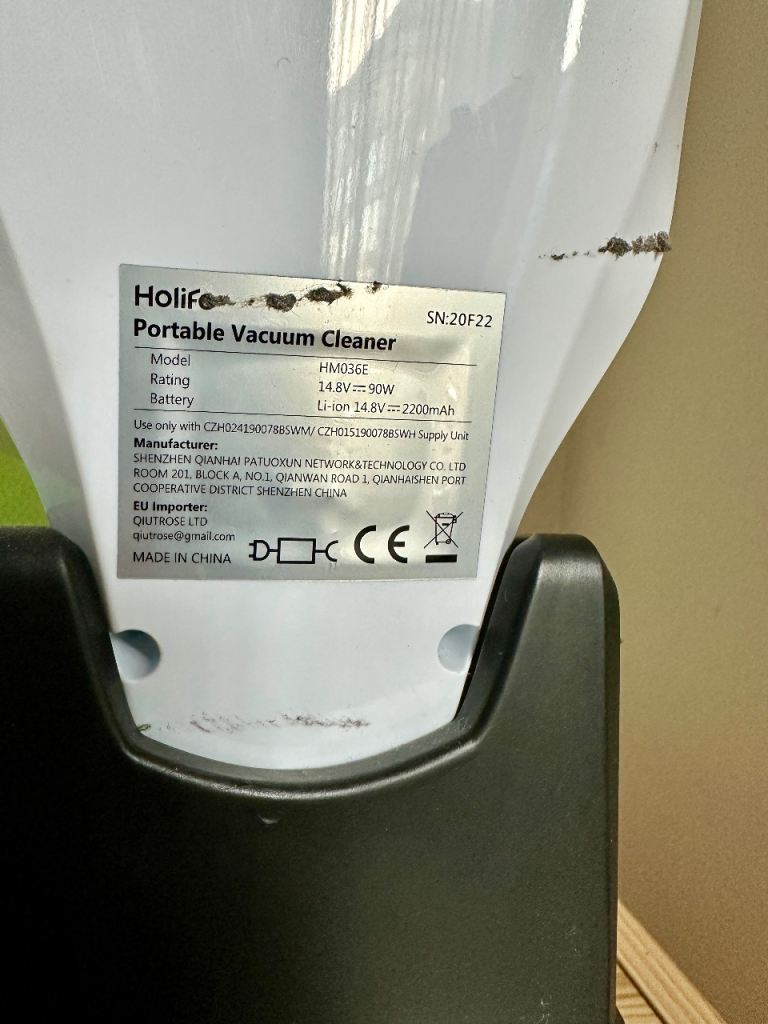 Portable Vacuum Cleaner
SN:20F22
Model HM036E
Rating 14.8V⎓90W
Battery Li-ion 14.8V⎓2200mAh
Use only with CZH024190078BSWM/ CZH015190078BSWH Supply Unit
Manufacturer:
SHENZHEN QIANHAI PATUOXUN NETWORK&TECHNOLOGY CO. LTD
ROOM 201, BLOCK A, NO.1, QIANWAN ROAD 1, QIANHAISHEN PORT
COOPERATIVE DISTRICT SHENZHEN CHINA
EU Importer:
QIUTROSE LTD
qiutrose@gmail.com
MADE IN CHINA
CE